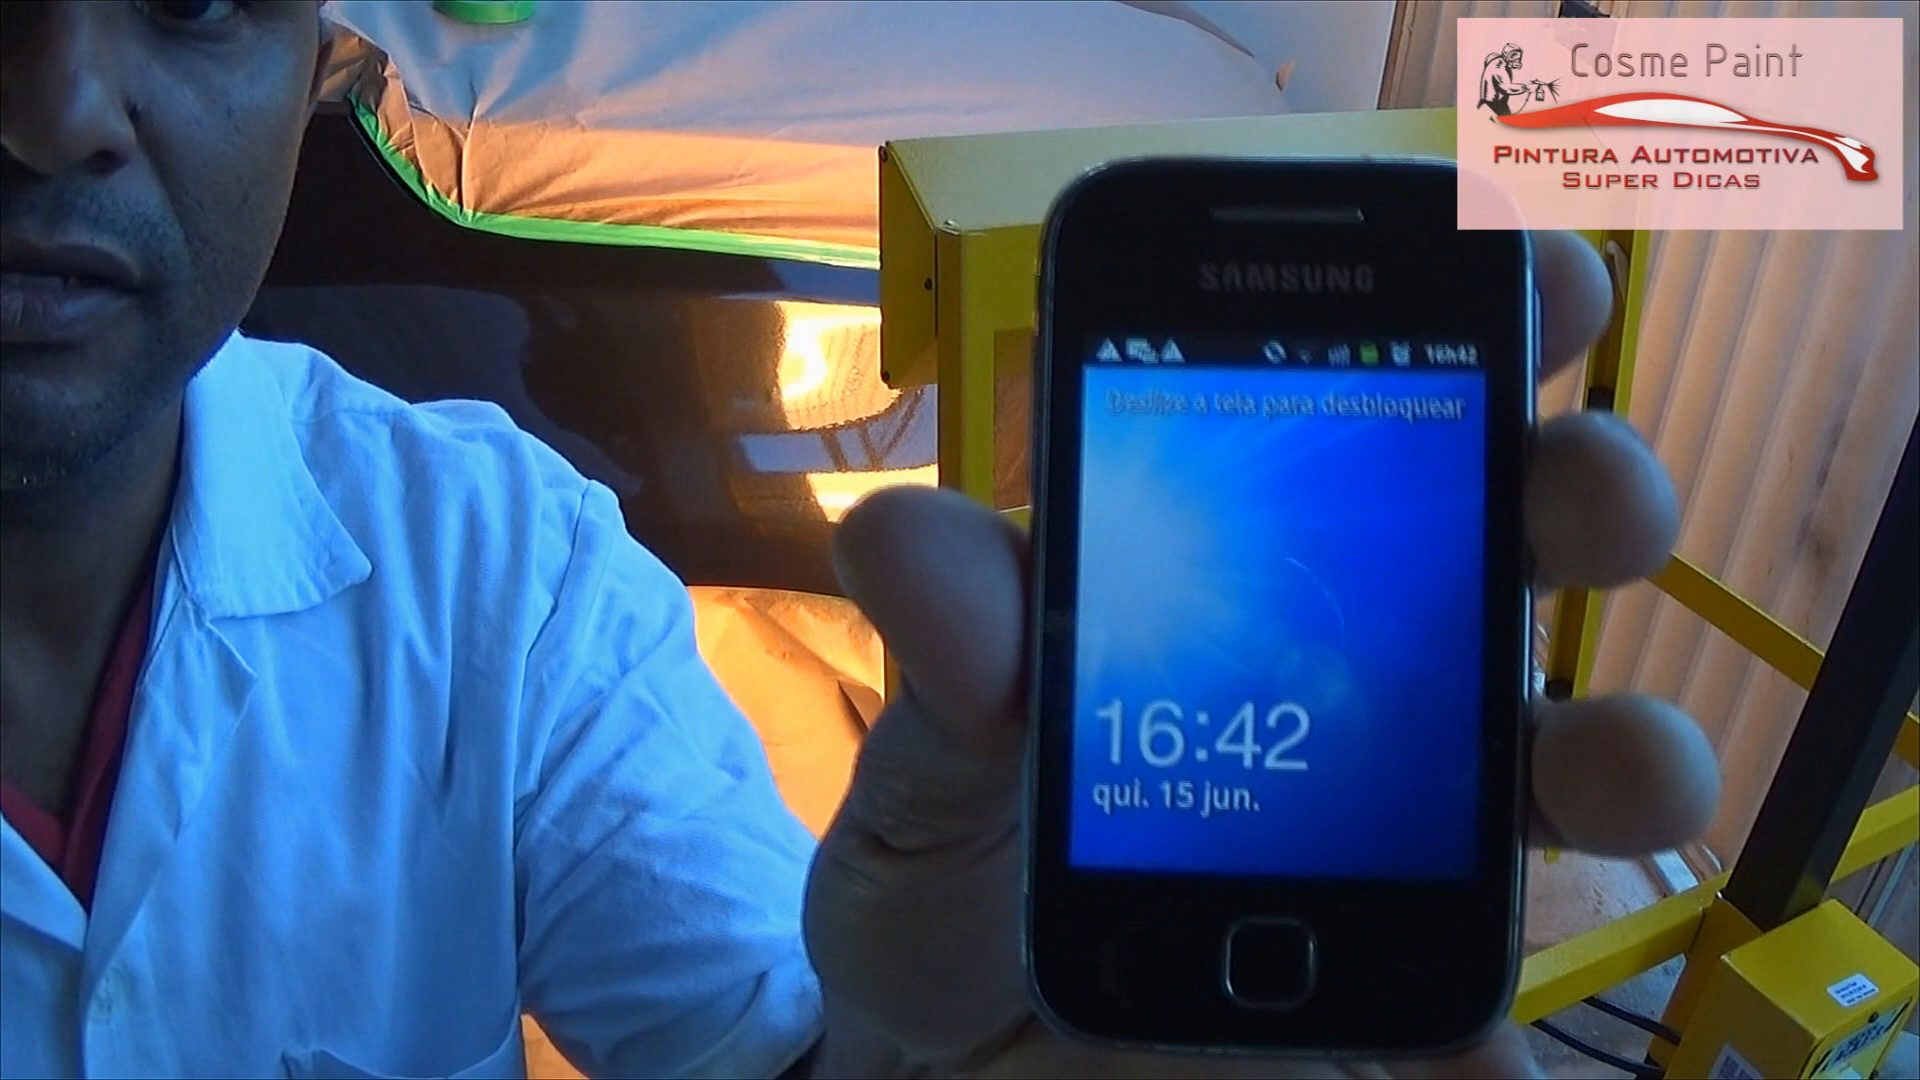 Cosme Paint
PINTURA AUTOMOTIVA
SUPER DICAS
SAMSUNG
16h42
Deslize a tela para desbloquear
16:42
qui. 15 jun.